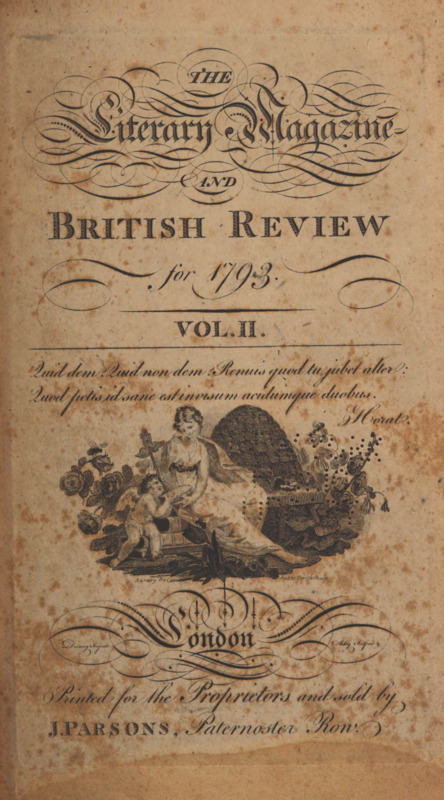 THE
Literary Magazine
AND
BRITISH REVIEW
for 1793.
VOL. II.
Quid dem Quid non dem Renuis quod tu, jubet alter:
Quod petis id sane est invisum acidumque duobus.
Horat.
London
Printed for the Proprietors and sold by
J. PARSONS, Paternoster Row.